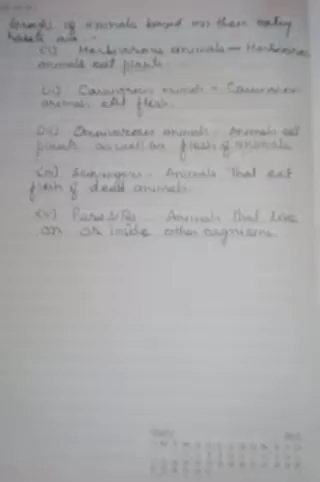 of animals based on their eating
habits are -
(i) Herbivorous animals - Herbivorous
animals eat plants.
(ii) Carnivorous animals - Carnivorous
animals eat flesh.
(iii) Omnivorous animals - Animals eat
plants as well as flesh of animals
(iv) Scavengers - Animals that eat
flesh of dead animals.
(v) Parasites - Animals that live
on or inside other organisms.